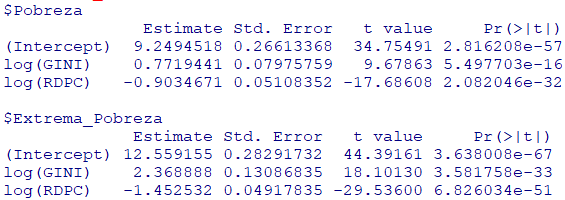 $Pobreza
Estimate Std. Error t value Pr(>|t|)
(Intercept) 9.2494518 0.26613368 34.75491 2.816208e-57
log(GINI) 0.7719441 0.07975759 9.67863 5.497703e-16
log(RDPC) -0.9034671 0.05108352 -17.68608 2.082046e-32
$Extrema_Pobreza
Estimate Std. Error t value Pr(>|t|)
(Intercept) 12.559155 0.28291732 44.39161 3.638008e-67
log(GINI) 2.368888 0.13086835 18.10130 3.581758e-33
log(RDPC) -1.452532 0.04917835 -29.53600 6.826034e-51